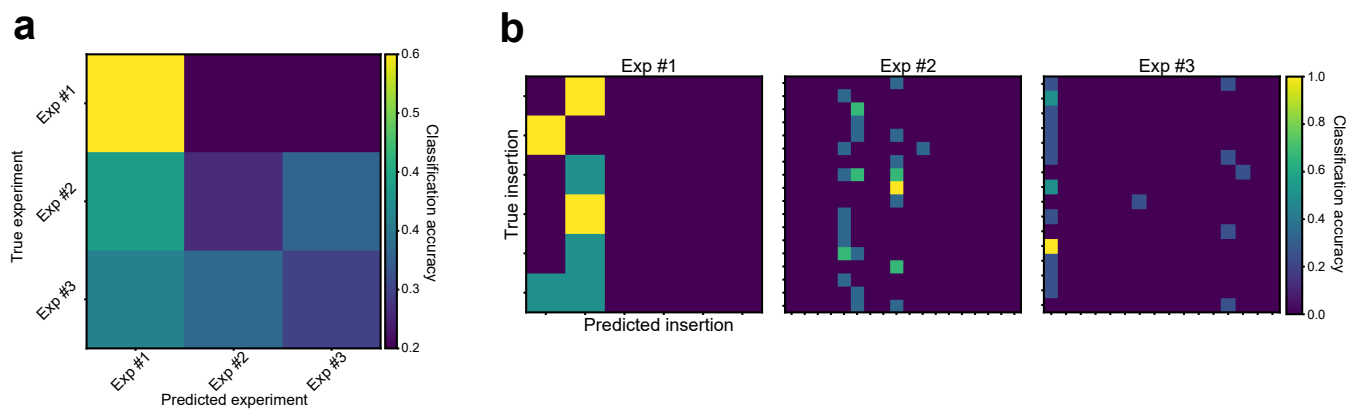 a
True experiment
Exp #1
Exp #2
Exp #3
Exp #1
Exp #2
Exp #3
Predicted experiment
0.6
0.5
0.4
0.4
0.3
0.2
Classification accuracy
b
Exp #1
Exp #2
Exp #3
True insertion
Predicted insertion
1.0
0.8
0.6
0.4
0.2
0.0
Classification accuracy